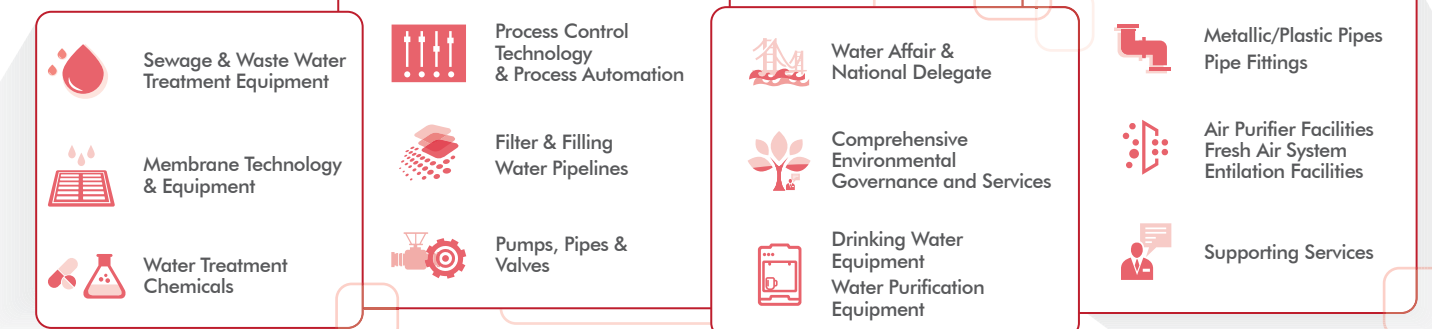 Sewage & Waste Water
Treatment Equipment
Membrane Technology
& Equipment
Water Treatment
Chemicals
Process Control
Technology
& Process Automation
Filter & Filling
Water Pipelines
Pumps, Pipes &
Valves
Water Affair &
National Delegate
Comprehensive
Environmental
Governance and Services
Drinking Water
Equipment
Water Purification
Equipment
Metallic/Plastic Pipes
Pipe Fittings
Air Purifier Facilities
Fresh Air System
Entilation Facilities
Supporting Services